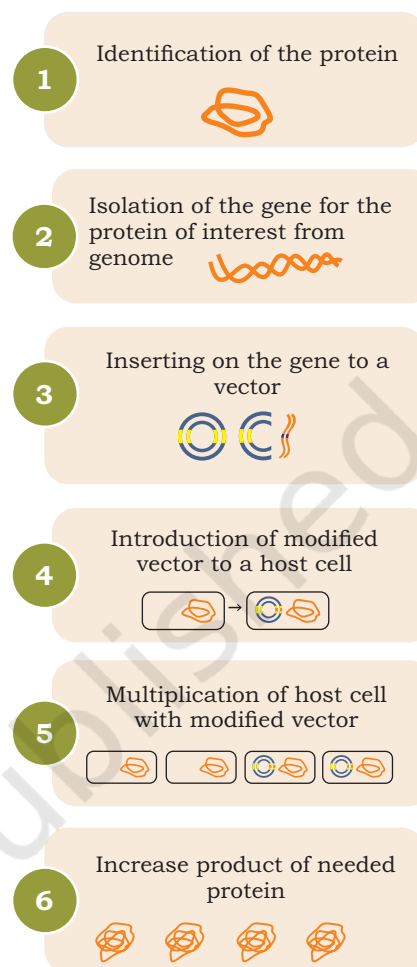 1
Identification of the protein
2
Isolation of the gene for the
protein of interest from
genome
3
Inserting on the gene to a
vector
4
Introduction of modified
vector to a host cell
5
Multiplication of host cell
with modified vector
6
Increase product of needed
protein
ublished